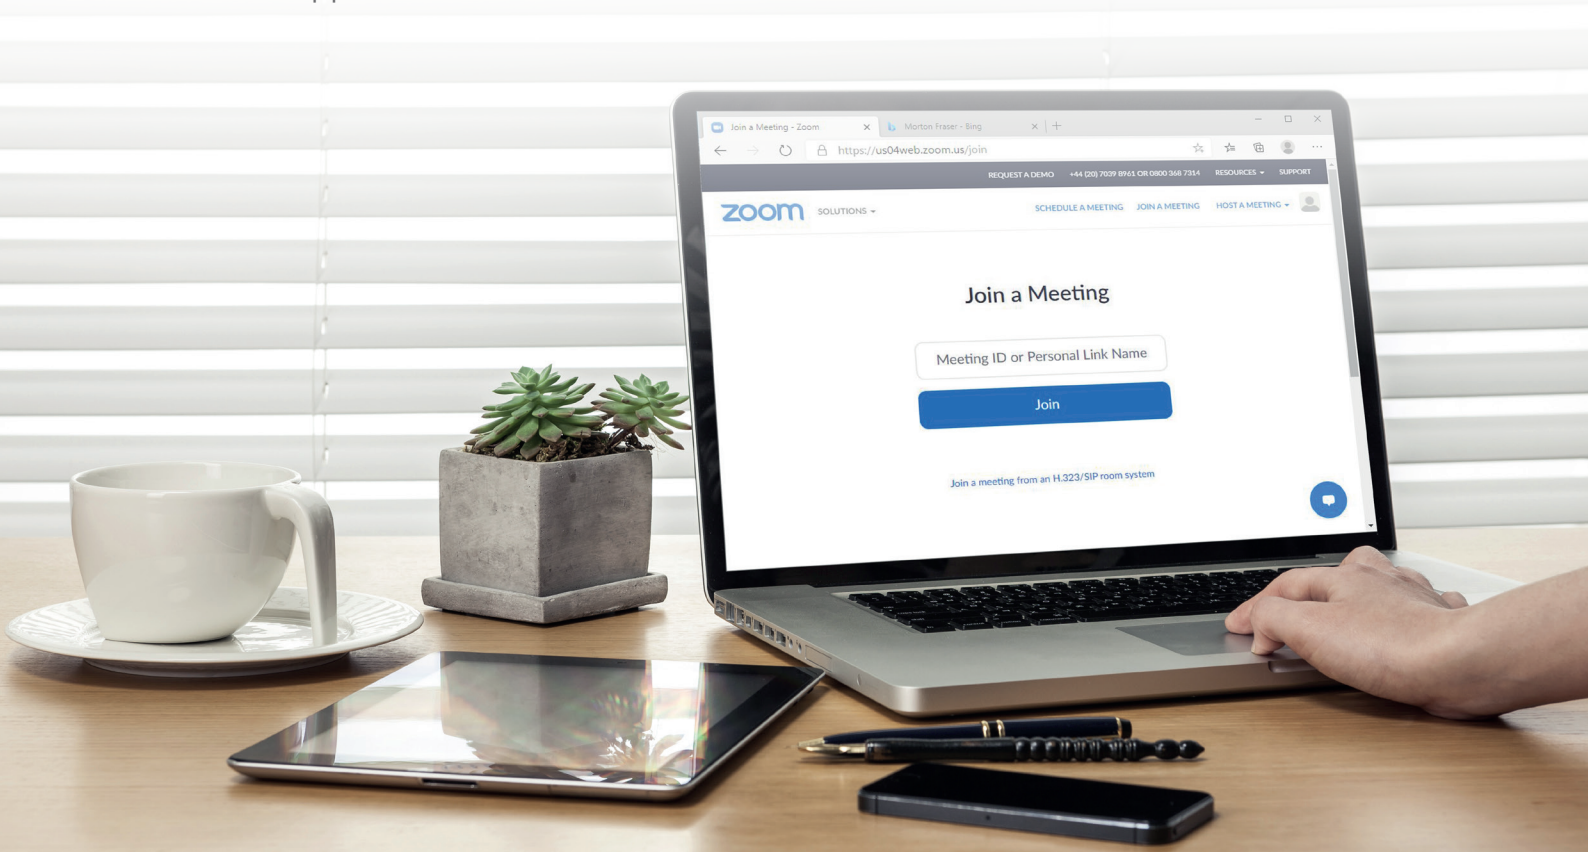 Join a Meeting - Zoom
Morton Fraser - Bing
https://us04web.zoom.us/join
REQUEST A DEMO +44 (20) 7039 8961 OR 0800 368 7314 RESOURCES SUPPORT
zoom SOLUTIONS SCHEDULE A MEETING JOIN A MEETING HOST A MEETING
Join a Meeting
Meeting ID or Personal Link Name
Join
Join a meeting from an H.323/SIP room system